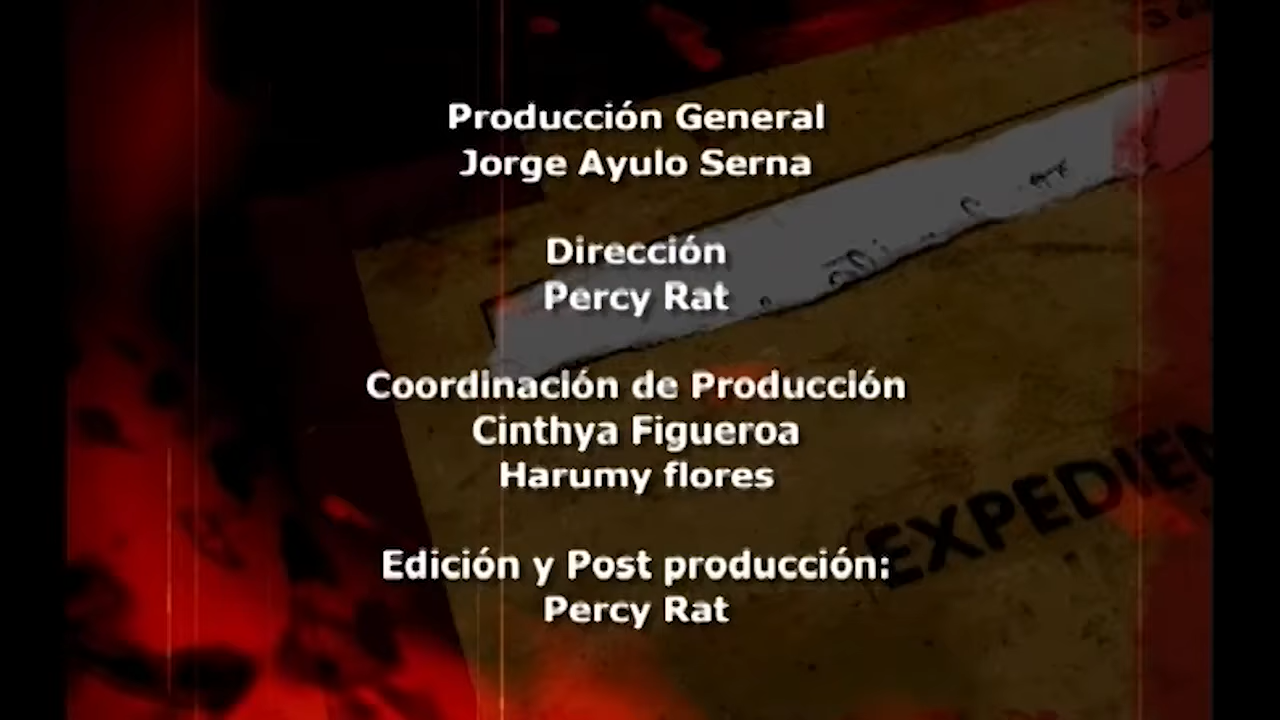 Producción General
Jorge Ayulo Serna
Dirección
Percy Rat
Coordinación de Producción
Cinthya Figueroa
Harumy flores
Edición y Post producción:
Percy Rat
EXPEDIEN